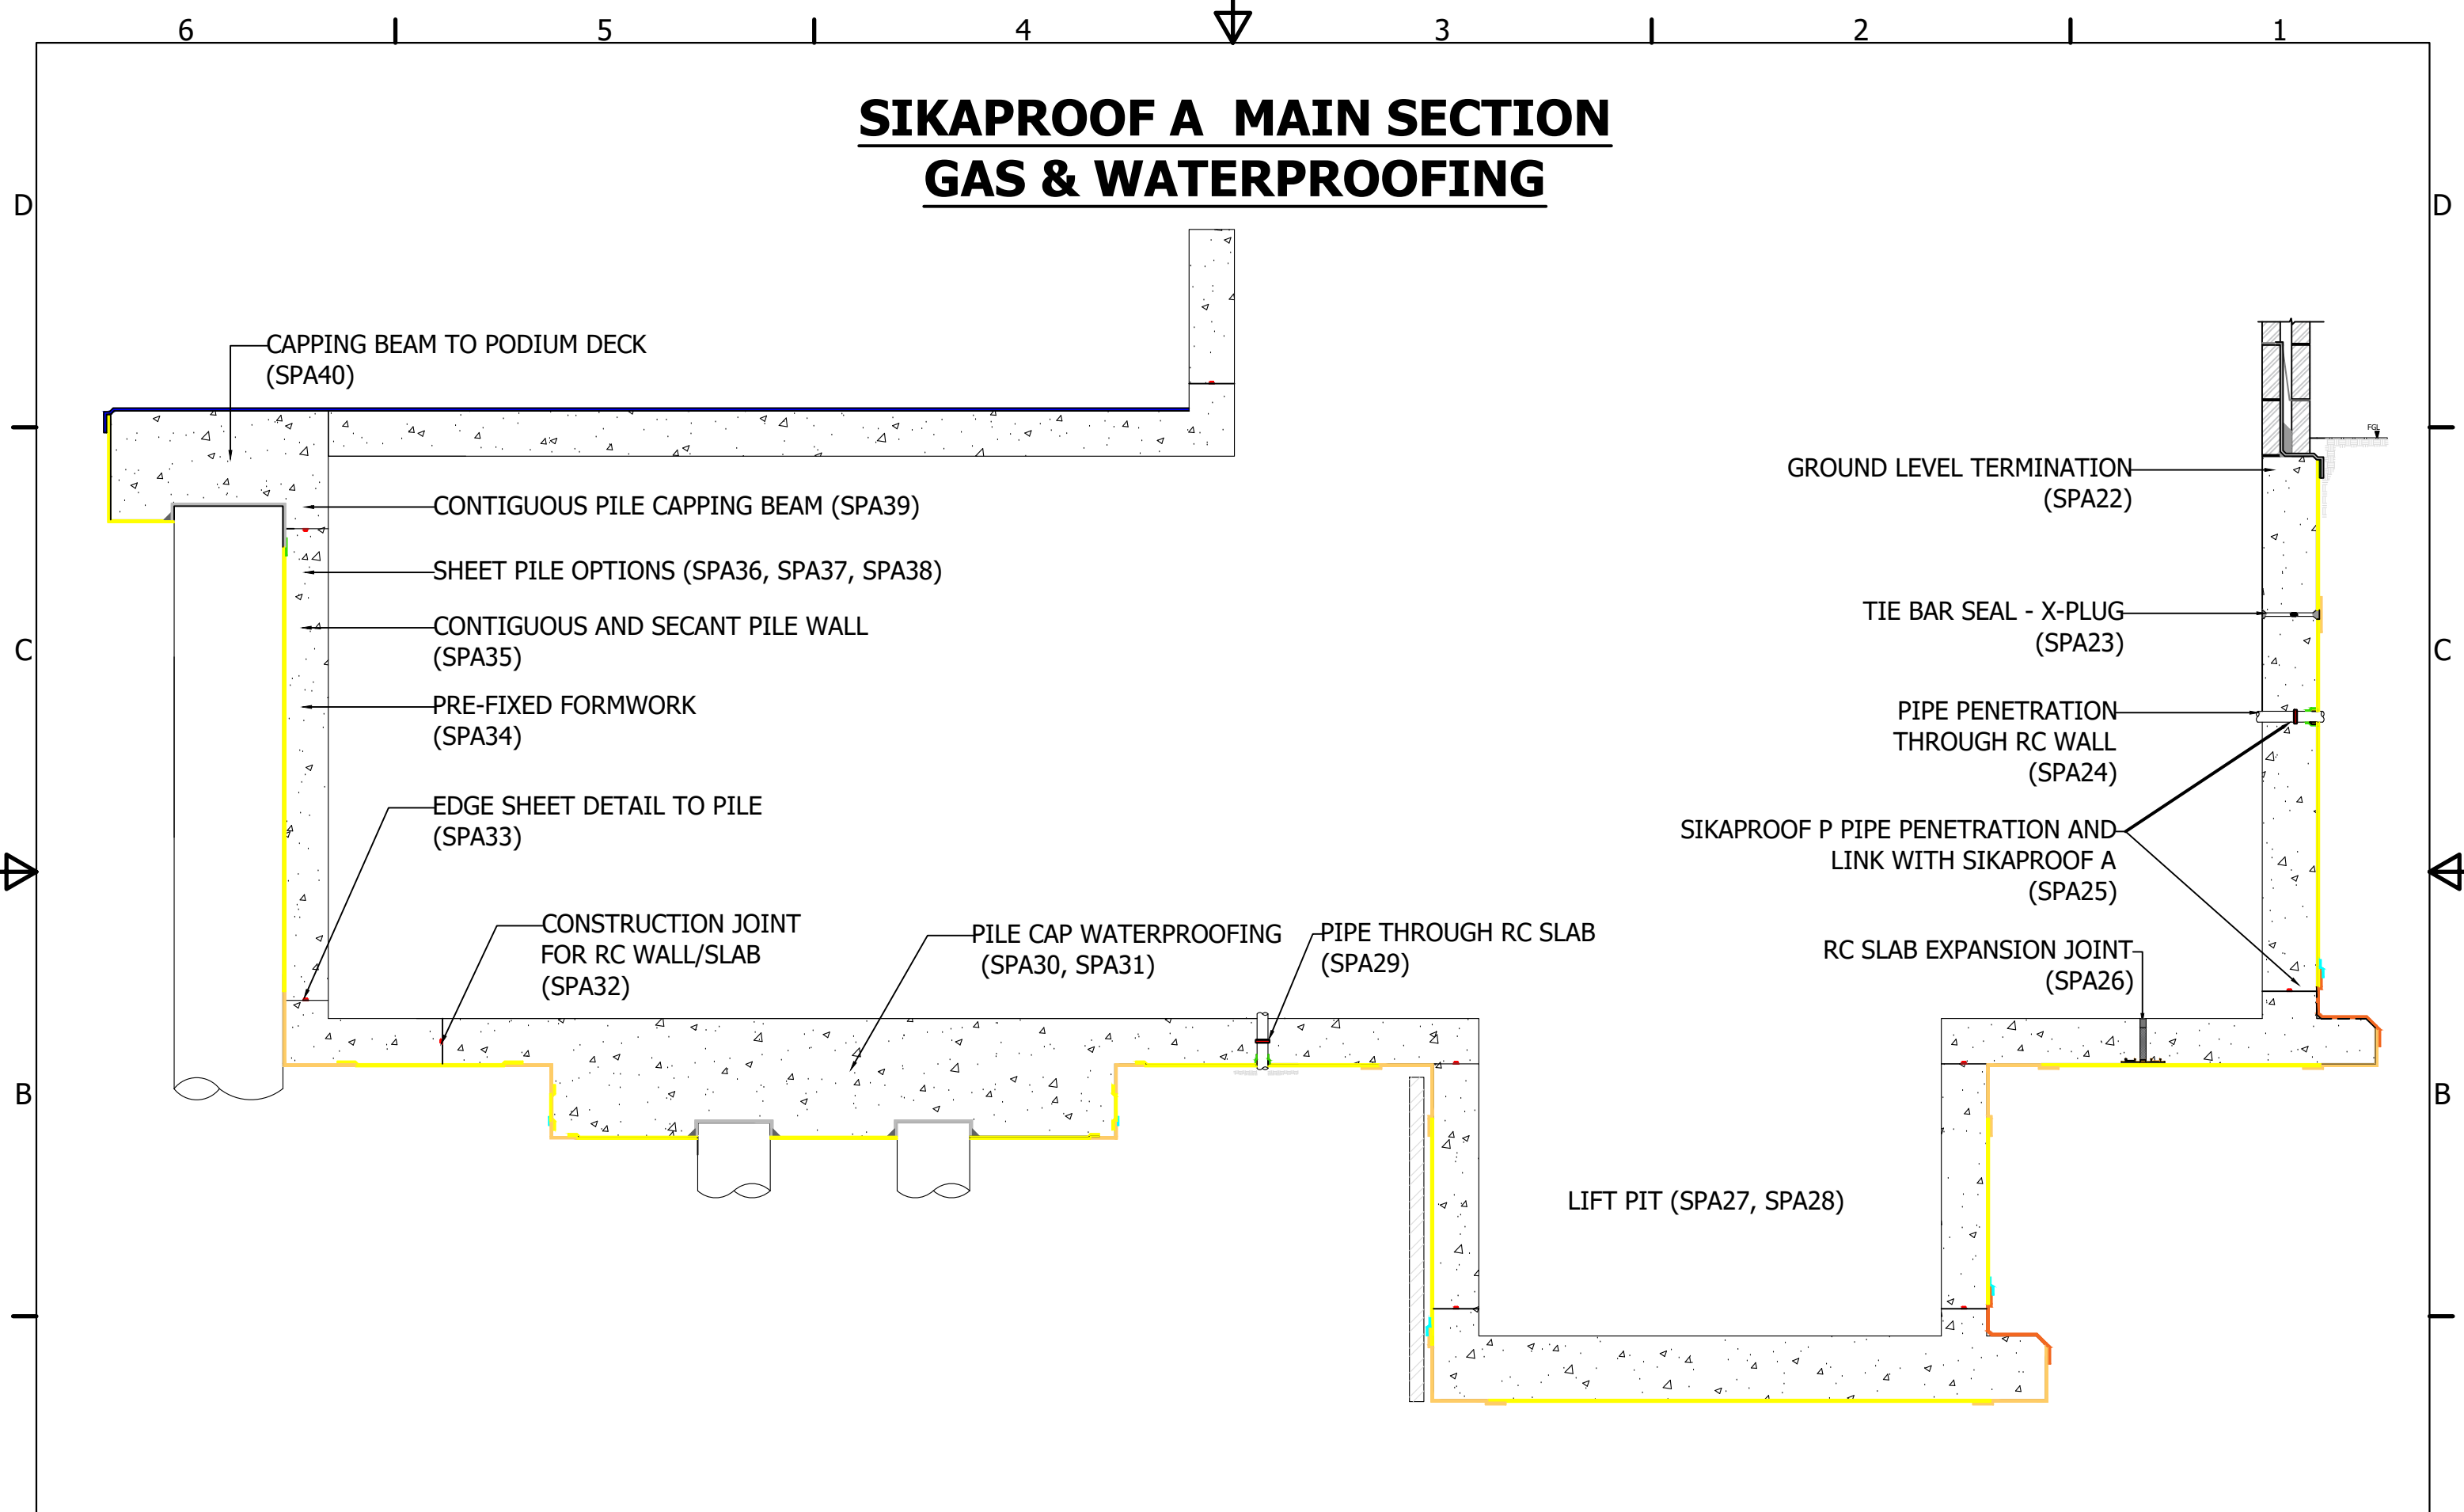 6 5 4 3 2 1
SIKAPROOF A MAIN SECTION
GAS & WATERPROOFING
D D
CAPPING BEAM TO PODIUM DECK
(SPA40)
FGL
GROUND LEVEL TERMINATION
(SPA22)
CONTIGUOUS PILE CAPPING BEAM (SPA39)
SHEET PILE OPTIONS (SPA36, SPA37, SPA38)
CONTIGUOUS AND SECANT PILE WALL
(SPA35)
TIE BAR SEAL - X-PLUG
(SPA23)
C C
PRE-FIXED FORMWORK
(SPA34)
PIPE PENETRATION
THROUGH RC WALL
(SPA24)
EDGE SHEET DETAIL TO PILE
(SPA33)
SIKAPROOF P PIPE PENETRATION AND
LINK WITH SIKAPROOF A
(SPA25)
CONSTRUCTION JOINT
FOR RC WALL/SLAB
(SPA32)
PILE CAP WATERPROOFING
(SPA30, SPA31)
PIPE THROUGH RC SLAB
(SPA29)
RC SLAB EXPANSION JOINT
(SPA26)
B B
LIFT PIT (SPA27, SPA28)